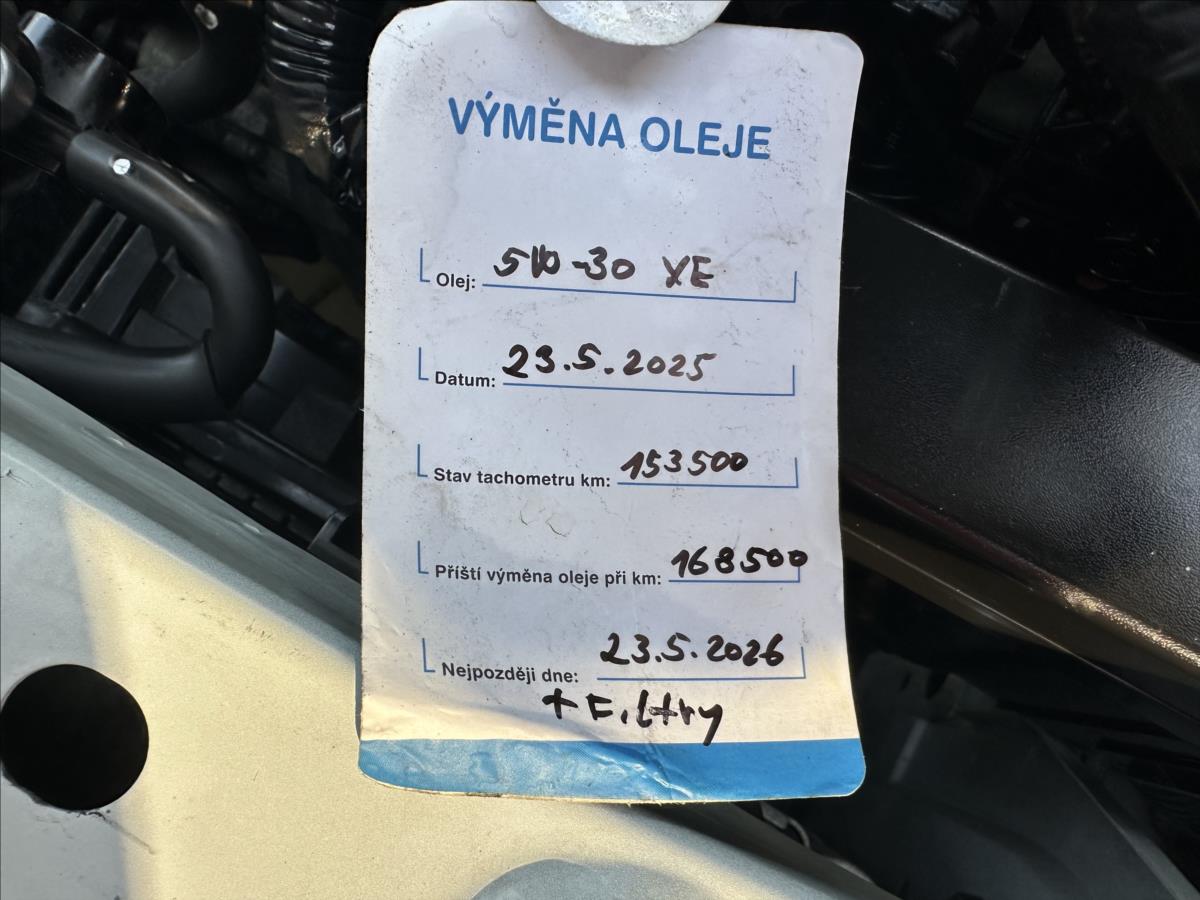 VÝMĚNA OLEJE
Olej: 5W-30 XE
Datum: 23.5.2025
Stav tachometru km: 153500
Příští výměna oleje při km: 168500
Nejpozději dne: 23.5.2026
+ Filtry